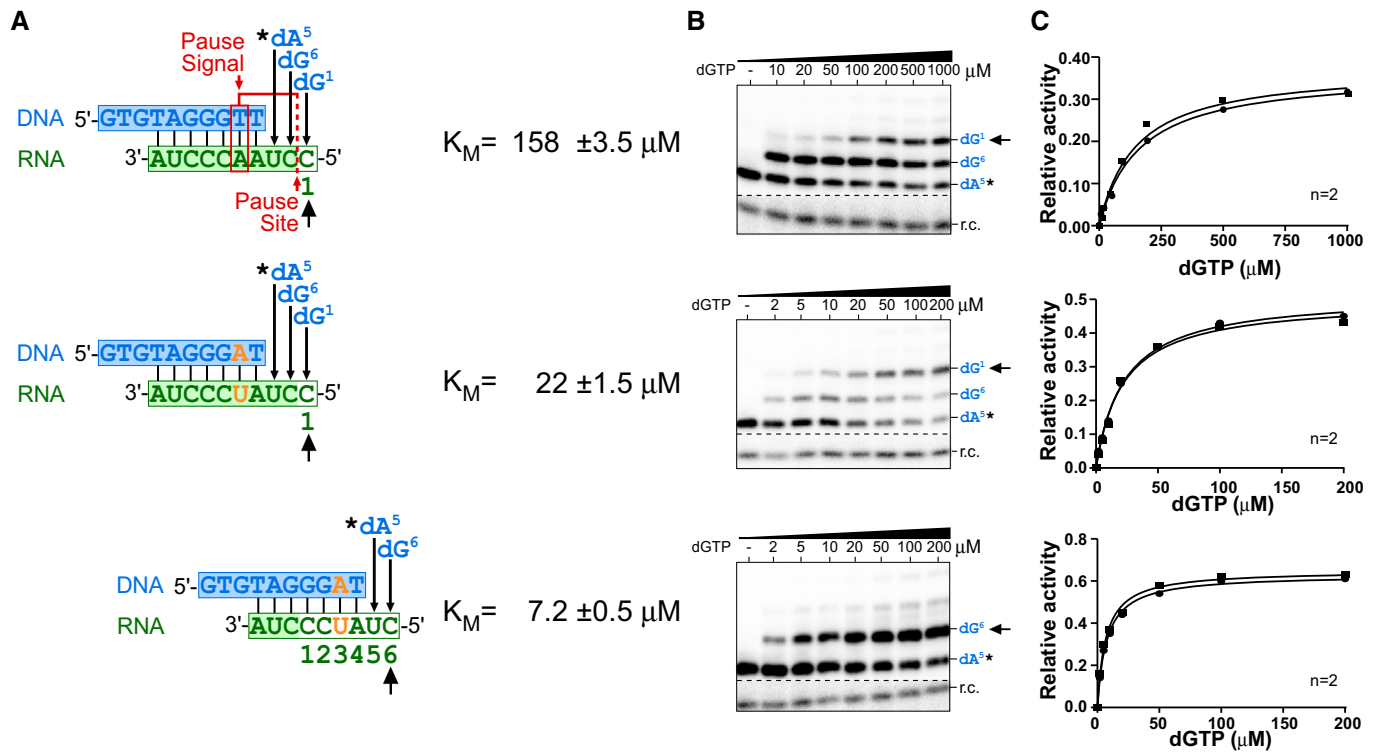 A
Pause
Signal
*dA⁵
dG⁶
dG¹
DNA 5'-GTGTAGGGTT
RNA 3'-AUCCCAAUCC-5'
1
Pause
Site
K_M= 158 ±3.5 μM
*dA⁵
dG⁶
dG¹
DNA 5'-GTGTAGGGAT
RNA 3'-AUCCCUAUCC-5'
1
K_M= 22 ±1.5 μM
*dA⁵
dG⁶
DNA 5'-GTGTAGGGAT
RNA 3'-AUCCCUAUC-5'
123456
K_M= 7.2 ±0.5 μM
B
dGTP - 10 20 50 100 200 500 1000 μM
dG¹
dG⁶
dA⁵*
r.c.
dGTP - 2 5 10 20 50 100 200 μM
dG¹
dG⁶
dA⁵*
r.c.
dGTP - 2 5 10 20 50 100 200 μM
dG⁶
dA⁵*
r.c.
C
Relative activity
0.40
0.30
0.20
0.10
0.00
n=2
0 250 500 750 1000
dGTP (μM)
Relative activity
0.5
0.4
0.3
0.2
0.1
0.0
n=2
0 50 100 150 200
dGTP (μM)
Relative activity
0.6
0.4
0.2
0.0
n=2
0 50 100 150 200
dGTP (μM)